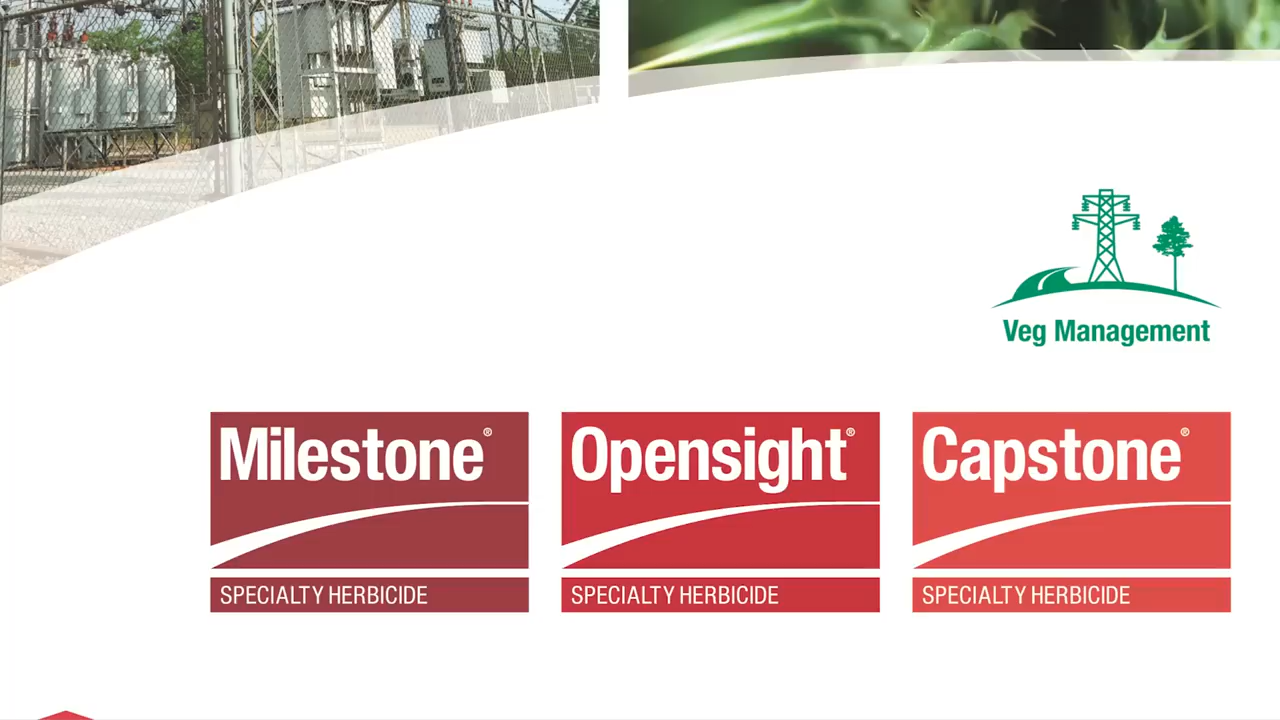 Veg Management
Milestone®
Opensight®
Capstone®
SPECIALTY HERBICIDE
SPECIALTY HERBICIDE
SPECIALTY HERBICIDE